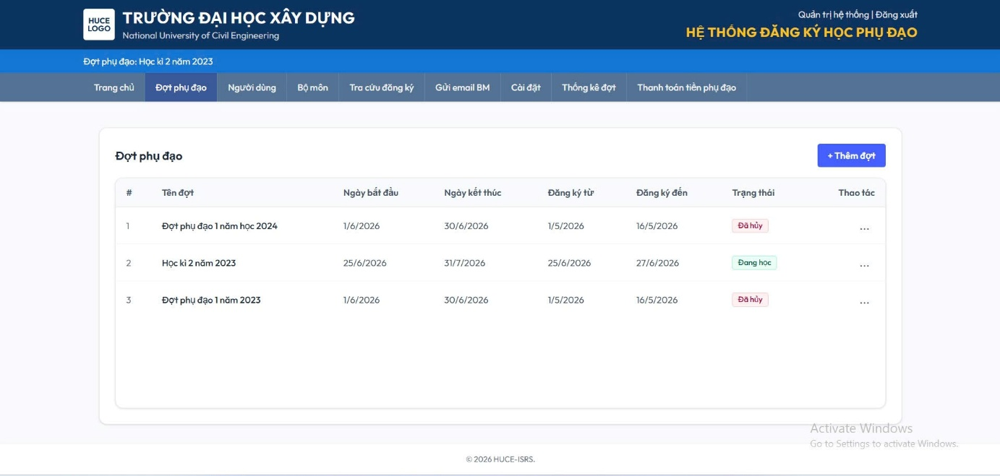 HUCE LOGO
TRƯỜNG ĐẠI HỌC XÂY DỰNG
National University of Civil Engineering
Quản trị hệ thống | Đăng xuất
HỆ THỐNG ĐĂNG KÝ HỌC PHỤ ĐẠO
Đợt phụ đạo: Học kì 2 năm 2023
Trang chủ Đợt phụ đạo Người dùng Bộ môn Tra cứu đăng ký Gửi email BM Cài đặt Thống kê đợt Thanh toán tiền phụ đạo
Đợt phụ đạo
+ Thêm đợt
# Tên đợt Ngày bắt đầu Ngày kết thúc Đăng ký từ Đăng ký đến Trạng thái Thao tác
1 Đợt phụ đạo 1 năm học 2024 1/6/2026 30/6/2026 1/5/2026 16/5/2026 Đã hủy ...
2 Học kì 2 năm 2023 25/6/2026 31/7/2026 25/6/2026 27/6/2026 Đang học ...
3 Đợt phụ đạo 1 năm 2023 1/6/2026 30/6/2026 1/5/2026 16/5/2026 Đã hủy ...
Activate Windows
Go to Settings to activate Windows.
© 2026 HUCE-ISRS.